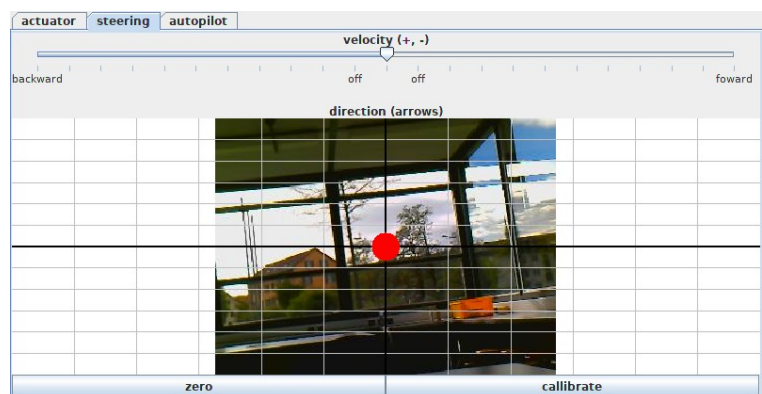 actuator steering autopilot
velocity (+, -)
backward off off foward
direction (arrows)
zero callibrate